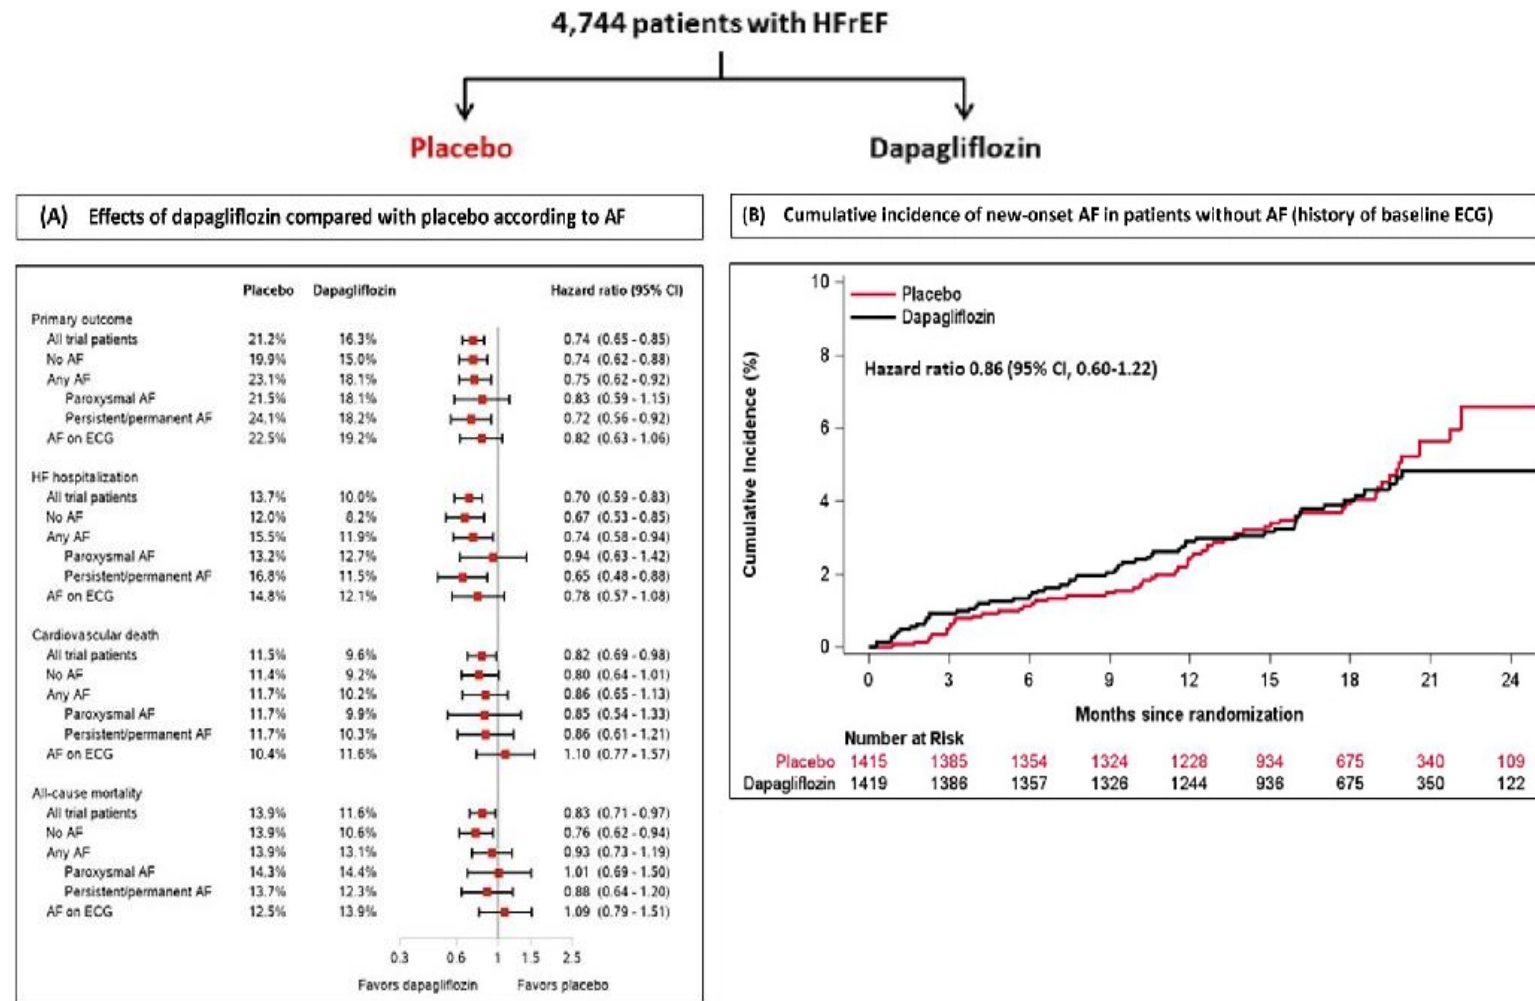 4,744 patients with HFrEF
Placebo
Dapagliflozin
(A) Effects of dapagliflozin compared with placebo according to AF
Placebo Dapagliflozin Hazard ratio (95% CI)
Primary outcome
All trial patients 21.2% 16.3% 0.74 (0.65 - 0.85)
No AF 19.9% 15.0% 0.74 (0.62 - 0.88)
Any AF 23.1% 18.1% 0.75 (0.62 - 0.92)
Paroxysmal AF 21.5% 18.1% 0.83 (0.59 - 1.15)
Persistent/permanent AF 24.1% 18.2% 0.72 (0.56 - 0.92)
AF on ECG 22.5% 19.2% 0.82 (0.63 - 1.06)
HF hospitalization
All trial patients 13.7% 10.0% 0.70 (0.59 - 0.83)
No AF 12.0% 8.2% 0.67 (0.53 - 0.85)
Any AF 15.5% 11.9% 0.74 (0.58 - 0.94)
Paroxysmal AF 13.2% 12.7% 0.94 (0.63 - 1.42)
Persistent/permanent AF 16.8% 11.5% 0.65 (0.48 - 0.88)
AF on ECG 14.8% 12.1% 0.78 (0.57 - 1.08)
Cardiovascular death
All trial patients 11.5% 9.6% 0.82 (0.69 - 0.98)
No AF 11.4% 9.2% 0.80 (0.64 - 1.01)
Any AF 11.7% 10.2% 0.86 (0.65 - 1.13)
Paroxysmal AF 11.7% 9.9% 0.85 (0.54 - 1.33)
Persistent/permanent AF 11.7% 10.3% 0.86 (0.61 - 1.21)
AF on ECG 10.4% 11.6% 1.10 (0.77 - 1.57)
All-cause mortality
All trial patients 13.9% 11.6% 0.83 (0.71 - 0.97)
No AF 13.9% 10.6% 0.76 (0.62 - 0.94)
Any AF 13.9% 13.1% 0.93 (0.73 - 1.19)
Paroxysmal AF 14.3% 14.4% 1.01 (0.69 - 1.50)
Persistent/permanent AF 13.7% 12.3% 0.88 (0.64 - 1.20)
AF on ECG 12.5% 13.9% 1.09 (0.79 - 1.51)
0.3 0.6 1 1.5 2.5
Favors dapagliflozin Favors placebo
(B) Cumulative incidence of new-onset AF in patients without AF (history of baseline ECG)
Cumulative Incidence (%)
10
8
6
4
2
0
Placebo
Dapagliflozin
Hazard ratio 0.86 (95% CI, 0.60-1.22)
0 3 6 9 12 15 18 21 24
Months since randomization
Number at Risk
Placebo 1415 1385 1354 1324 1228 934 675 340 109
Dapagliflozin 1419 1386 1357 1326 1244 936 675 350 122